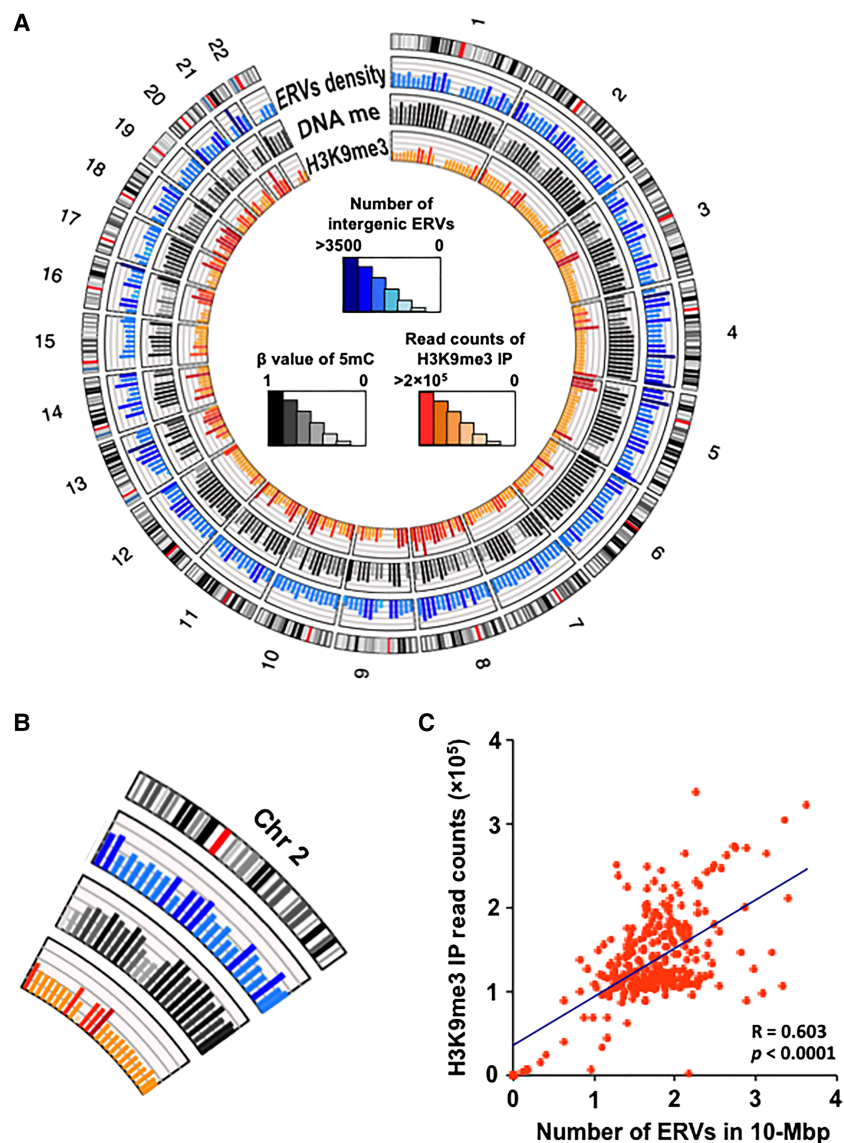 A
1
2
3
4
5
6
7
8
9
10
11
12
13
14
15
16
17
18
19
20
21
22
ERVs density
DNA me
H3K9me3
Number of
intergenic ERVs
>3500 0
β value of 5mC
1 0
Read counts of
H3K9me3 IP
>2×10⁵ 0
B
Chr 2
C
H3K9me3 IP read counts (×10⁵)
4
3
2
1
0
R = 0.603
p < 0.0001
0 1 2 3 4
Number of ERVs in 10-Mbp